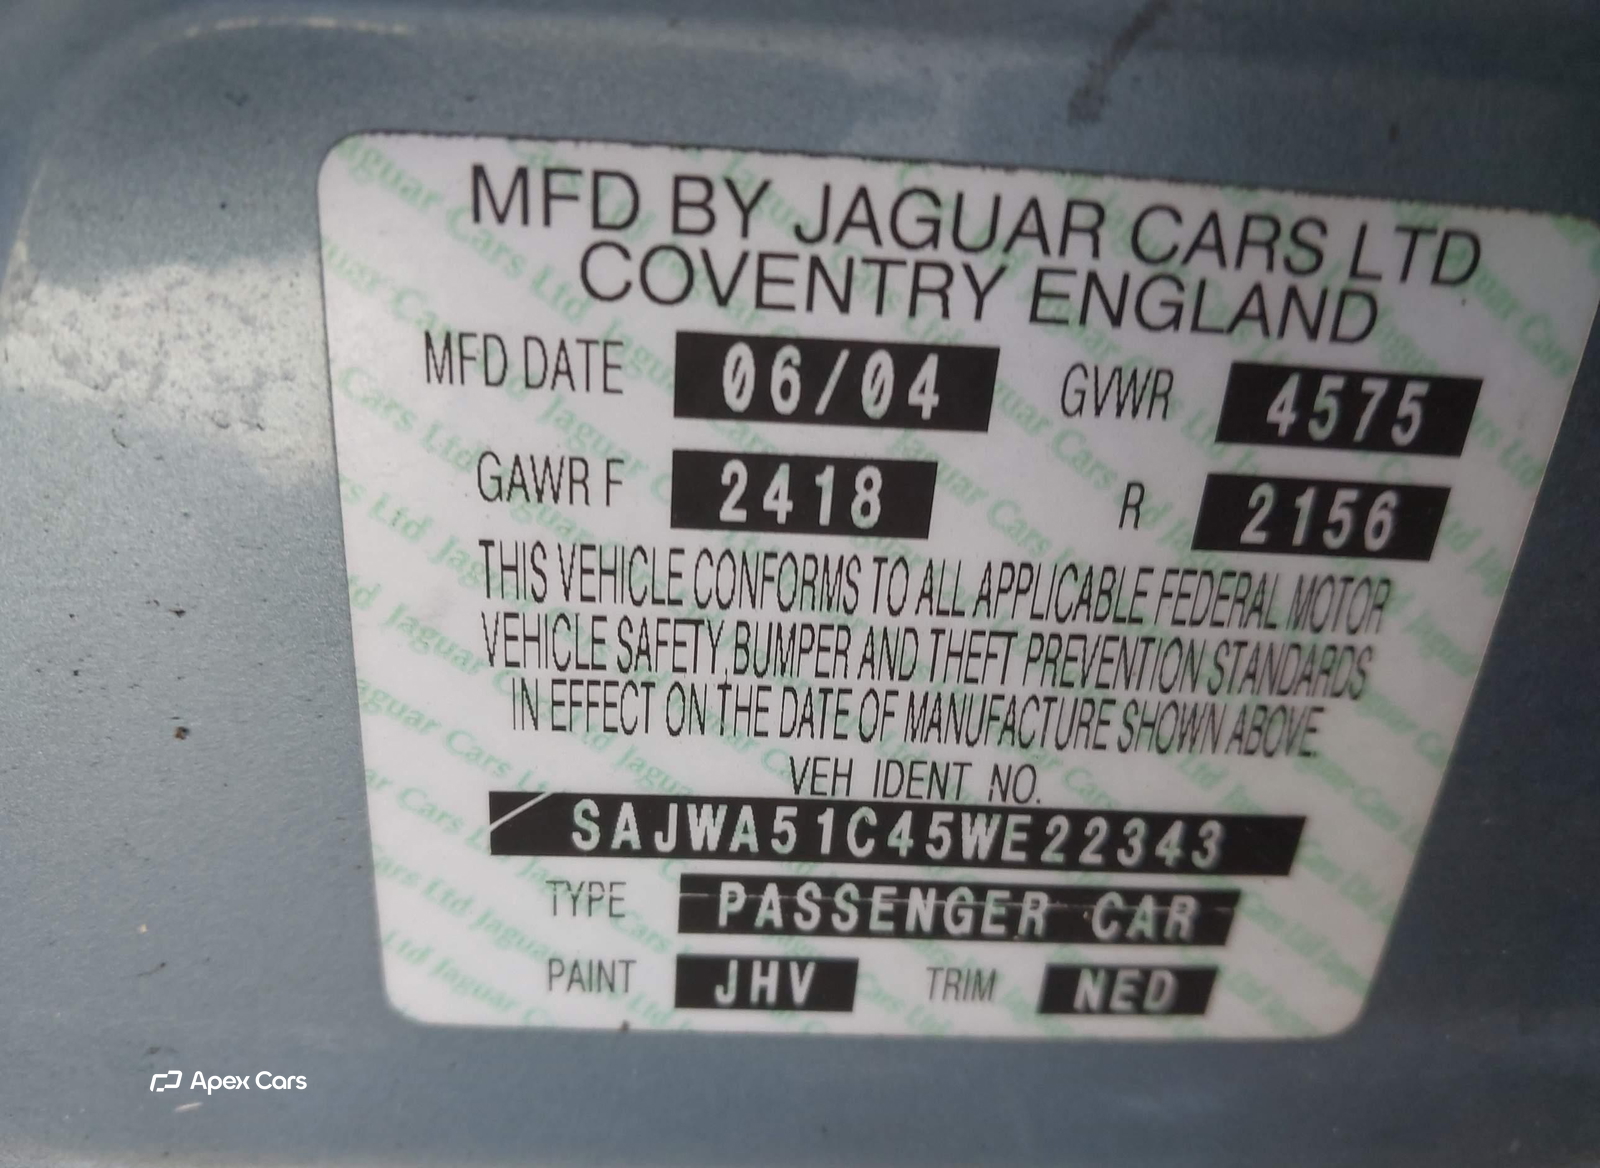 MFD BY JAGUAR CARS LTD
COVENTRY ENGLAND
MFD DATE 06/04 GVWR 4575
GAWR F 2418 R 2156
THIS VEHICLE CONFORMS TO ALL APPLICABLE FEDERAL MOTOR
VEHICLE SAFETY, BUMPER AND THEFT PREVENTION STANDARDS
IN EFFECT ON THE DATE OF MANUFACTURE SHOWN ABOVE.
VEH IDENT NO.
SAJWA51C45WE22343
TYPE PASSENGER CAR
PAINT JHV TRIM NED
Apex Cars